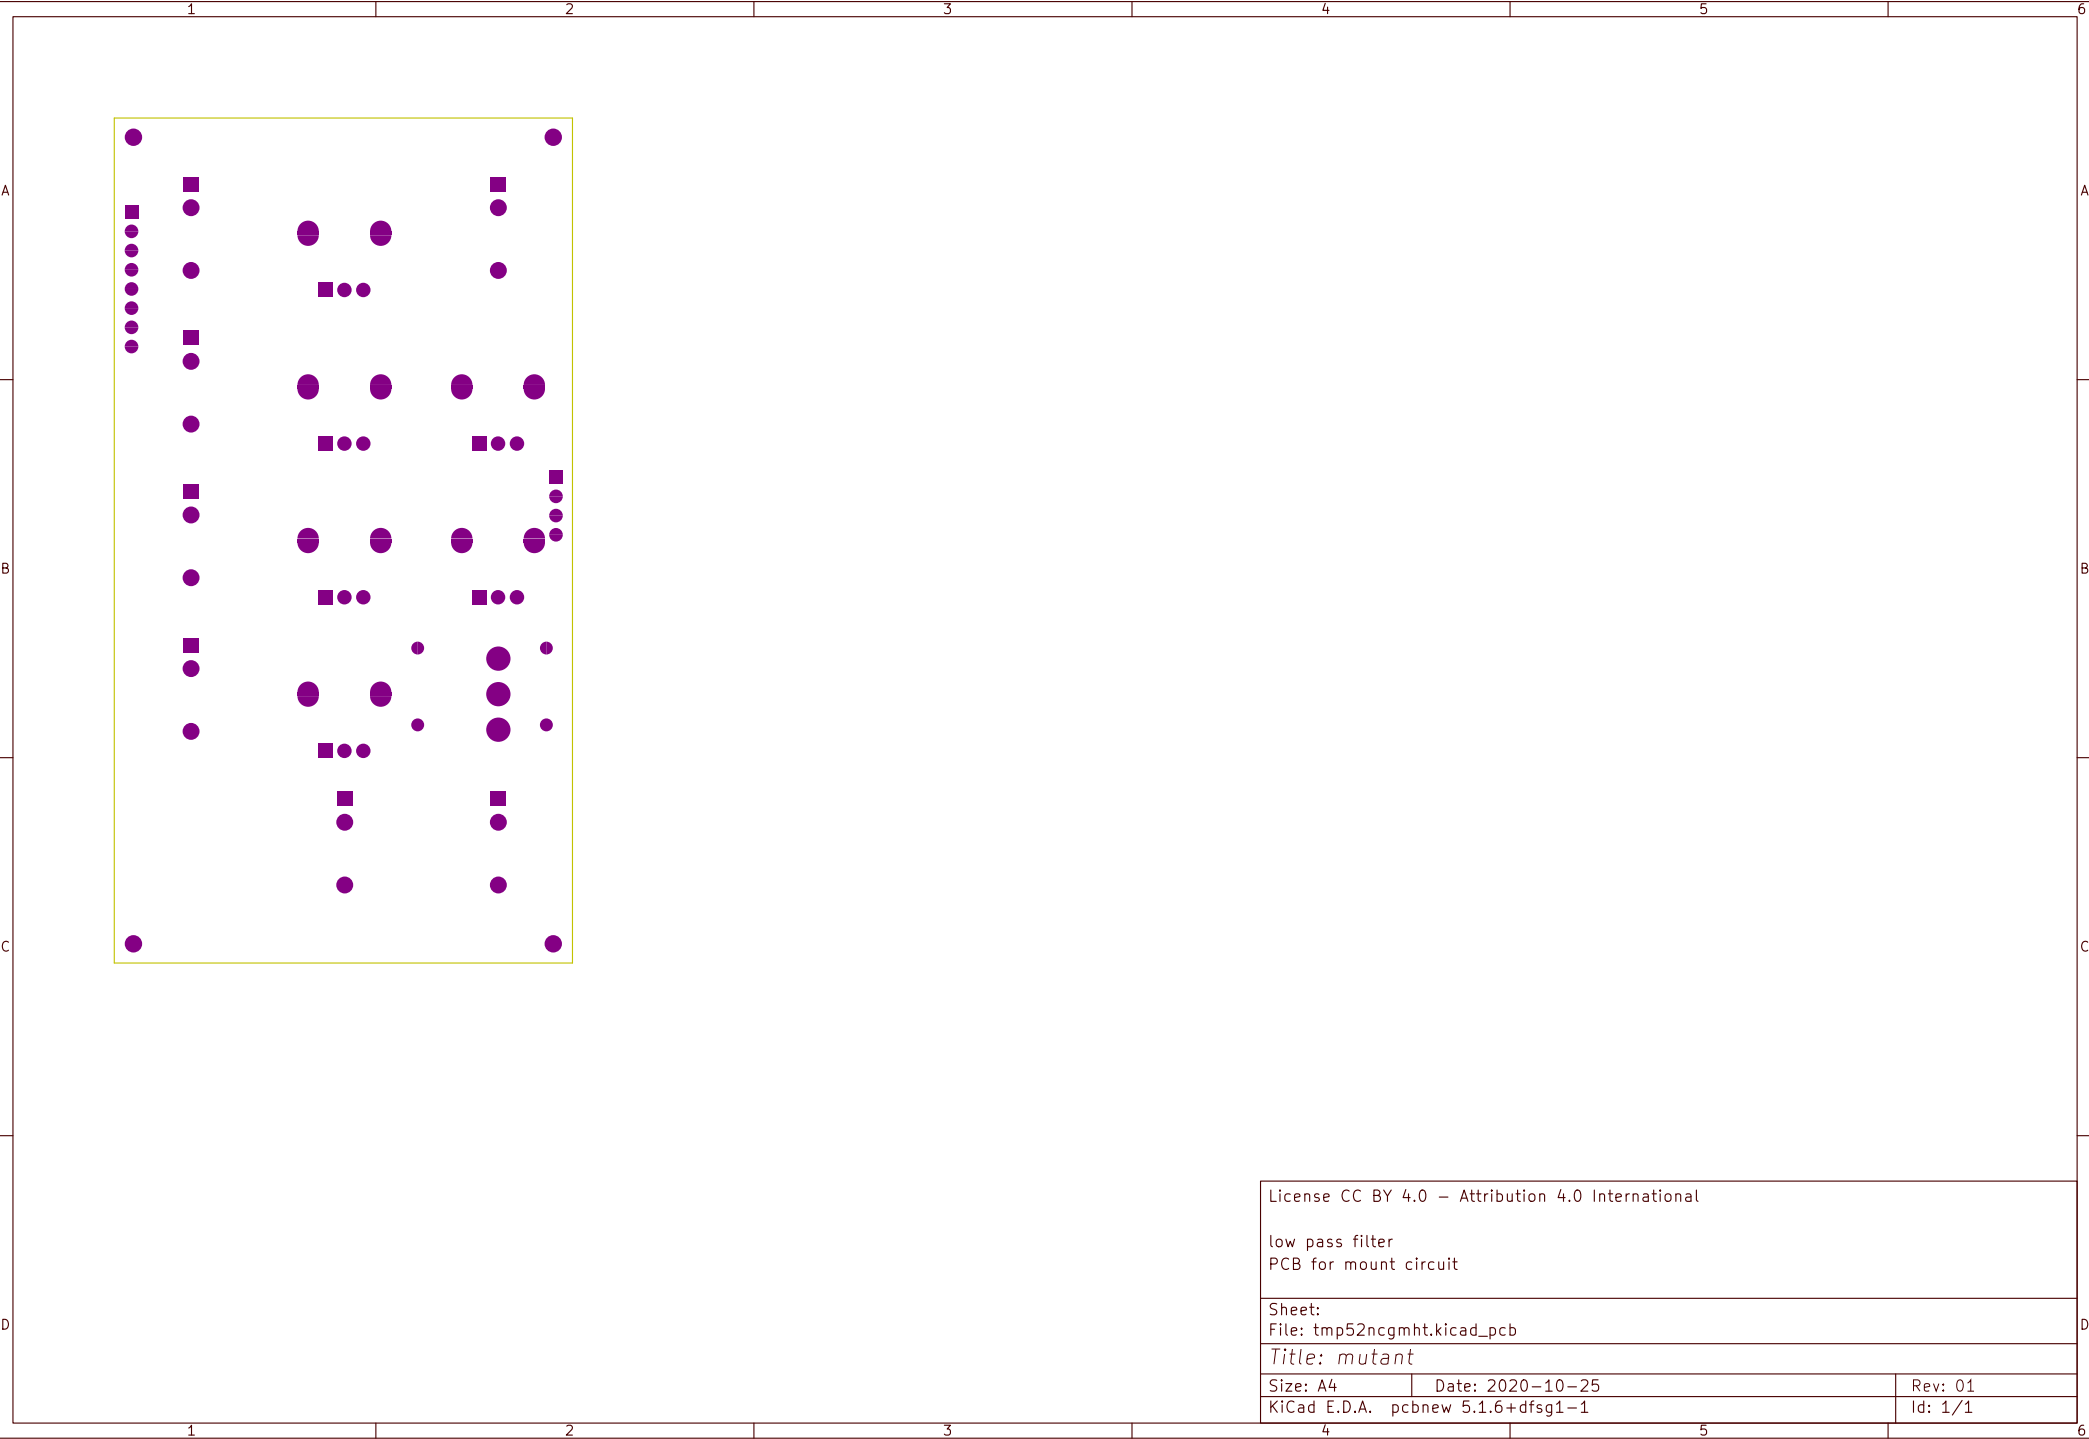 1 2 3 4 5 6
A A
B B
C C
License CC BY 4.0 – Attribution 4.0 International
low pass filter
PCB for mount circuit
Sheet:
D File: tmp52ncgmht.kicad_pcb D
Title: mutant
Size: A4 Date: 2020-10-25 Rev: 01
KiCad E.D.A. pcbnew 5.1.6+dfsg1-1 Id: 1/1
1 2 3 4 5 6